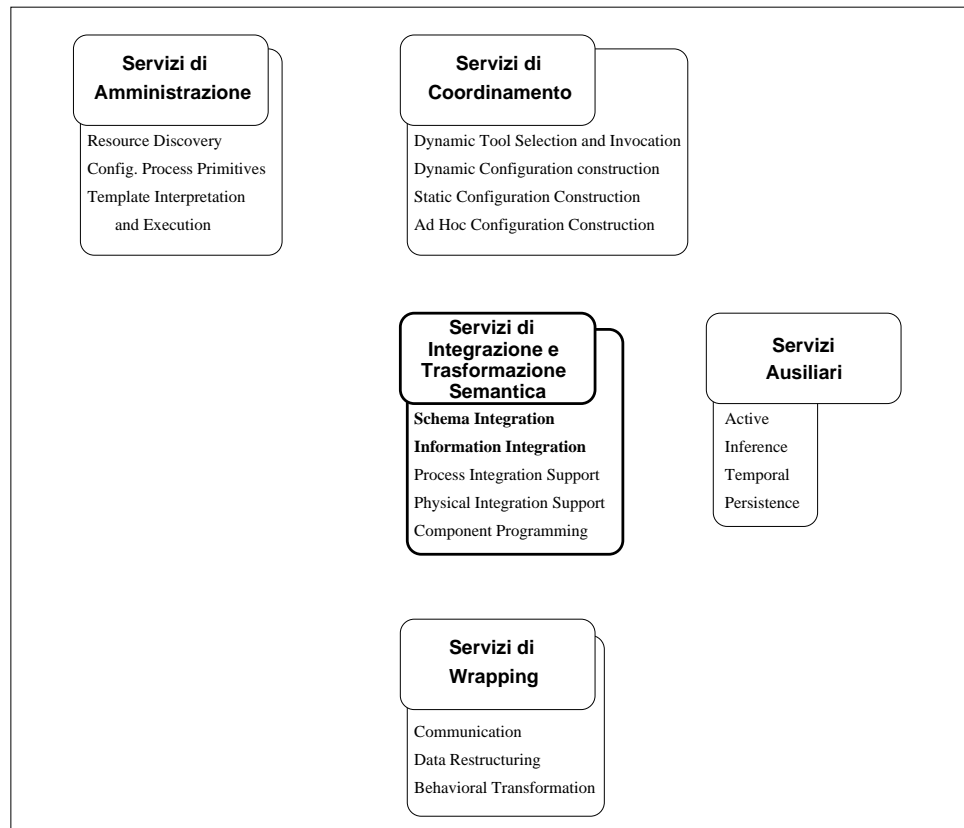 Servizi di
Amministrazione
Resource Discovery
Config. Process Primitives
Template Interpretation
and Execution
Servizi di
Coordinamento
Dynamic Tool Selection and Invocation
Dynamic Configuration construction
Static Configuration Construction
Ad Hoc Configuration Construction
Servizi di
Integrazione e
Trasformazione
Semantica
Schema Integration
Information Integration
Process Integration Support
Physical Integration Support
Component Programming
Servizi
Ausiliari
Active
Inference
Temporal
Persistence
Servizi di
Wrapping
Communication
Data Restructuring
Behavioral Transformation